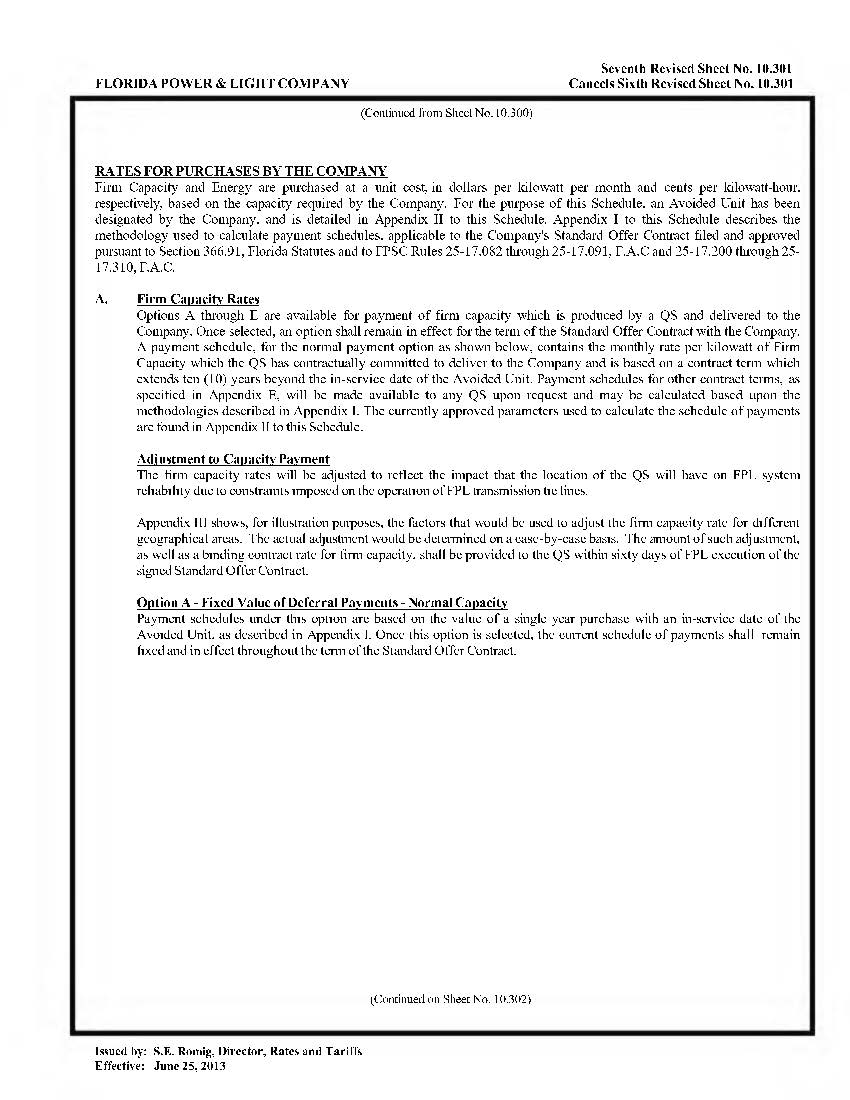 Seventh Revised Sheet No. 10.301
FLORIDA POWER & LIGHT COMPANY
Cancels Sixth Revised Sheet No. 10.301
(Continued from Sheet No. 10.300)
RATES FOR PURCHASES BY THE COMPANY
Firm Capacity and Energy are purchased at a unit cost, in dollars per kilowatt per month and cents per kilowatt-hour,
respectively, based on the capacity required by the Company. For the purpose of this Schedule, an Avoided Unit has been
designated by the Company, and is detailed in Appendix II to this Schedule. Appendix I to this Schedule describes the
methodology used to calculate payment schedules, applicable to the Company's Standard Offer Contract filed and approved
pursuant to Section 366.91, Florida Statutes and to FPSC Rules 25-17.082 through 25-17.091, F.A.C and 25-17.200 through 25-
17.310, F.A.C.
A. Firm Capacity Rates
Options A through E are available for payment of firm capacity which is produced by a QS and delivered to the
Company. Once selected, an option shall remain in effect for the term of the Standard Offer Contract with the Company.
A payment schedule, for the normal payment option as shown below, contains the monthly rate per kilowatt of Firm
Capacity which the QS has contractually committed to deliver to the Company and is based on a contract term which
extends ten (10) years beyond the in-service date of the Avoided Unit. Payment schedules for other contract terms, as
specified in Appendix E, will be made available to any QS upon request and may be calculated based upon the
methodologies described in Appendix I. The currently approved parameters used to calculate the schedule of payments
are found in Appendix II to this Schedule.
Adjustment to Capacity Payment
The firm capacity rates will be adjusted to reflect the impact that the location of the QS will have on FPL system
reliability due to constraints imposed on the operation of FPL transmission tie lines.
Appendix III shows, for illustration purposes, the factors that would be used to adjust the firm capacity rate for different
geographical areas. The actual adjustment would be determined on a case-by-case basis. The amount of such adjustment,
as well as a binding contract rate for firm capacity, shall be provided to the QS within sixty days of FPL execution of the
signed Standard Offer Contract.
Option A - Fixed Value of Deferral Payments - Normal Capacity
Payment schedules under this option are based on the value of a single year purchase with an in-service date of the
Avoided Unit, as described in Appendix I. Once this option is selected, the current schedule of payments shall remain
fixed and in effect throughout the term of the Standard Offer Contract.
(Continued on Sheet No. 10.302)
Issued by: S.E. Romig, Director, Rates and Tariffs
Effective: June 25, 2013